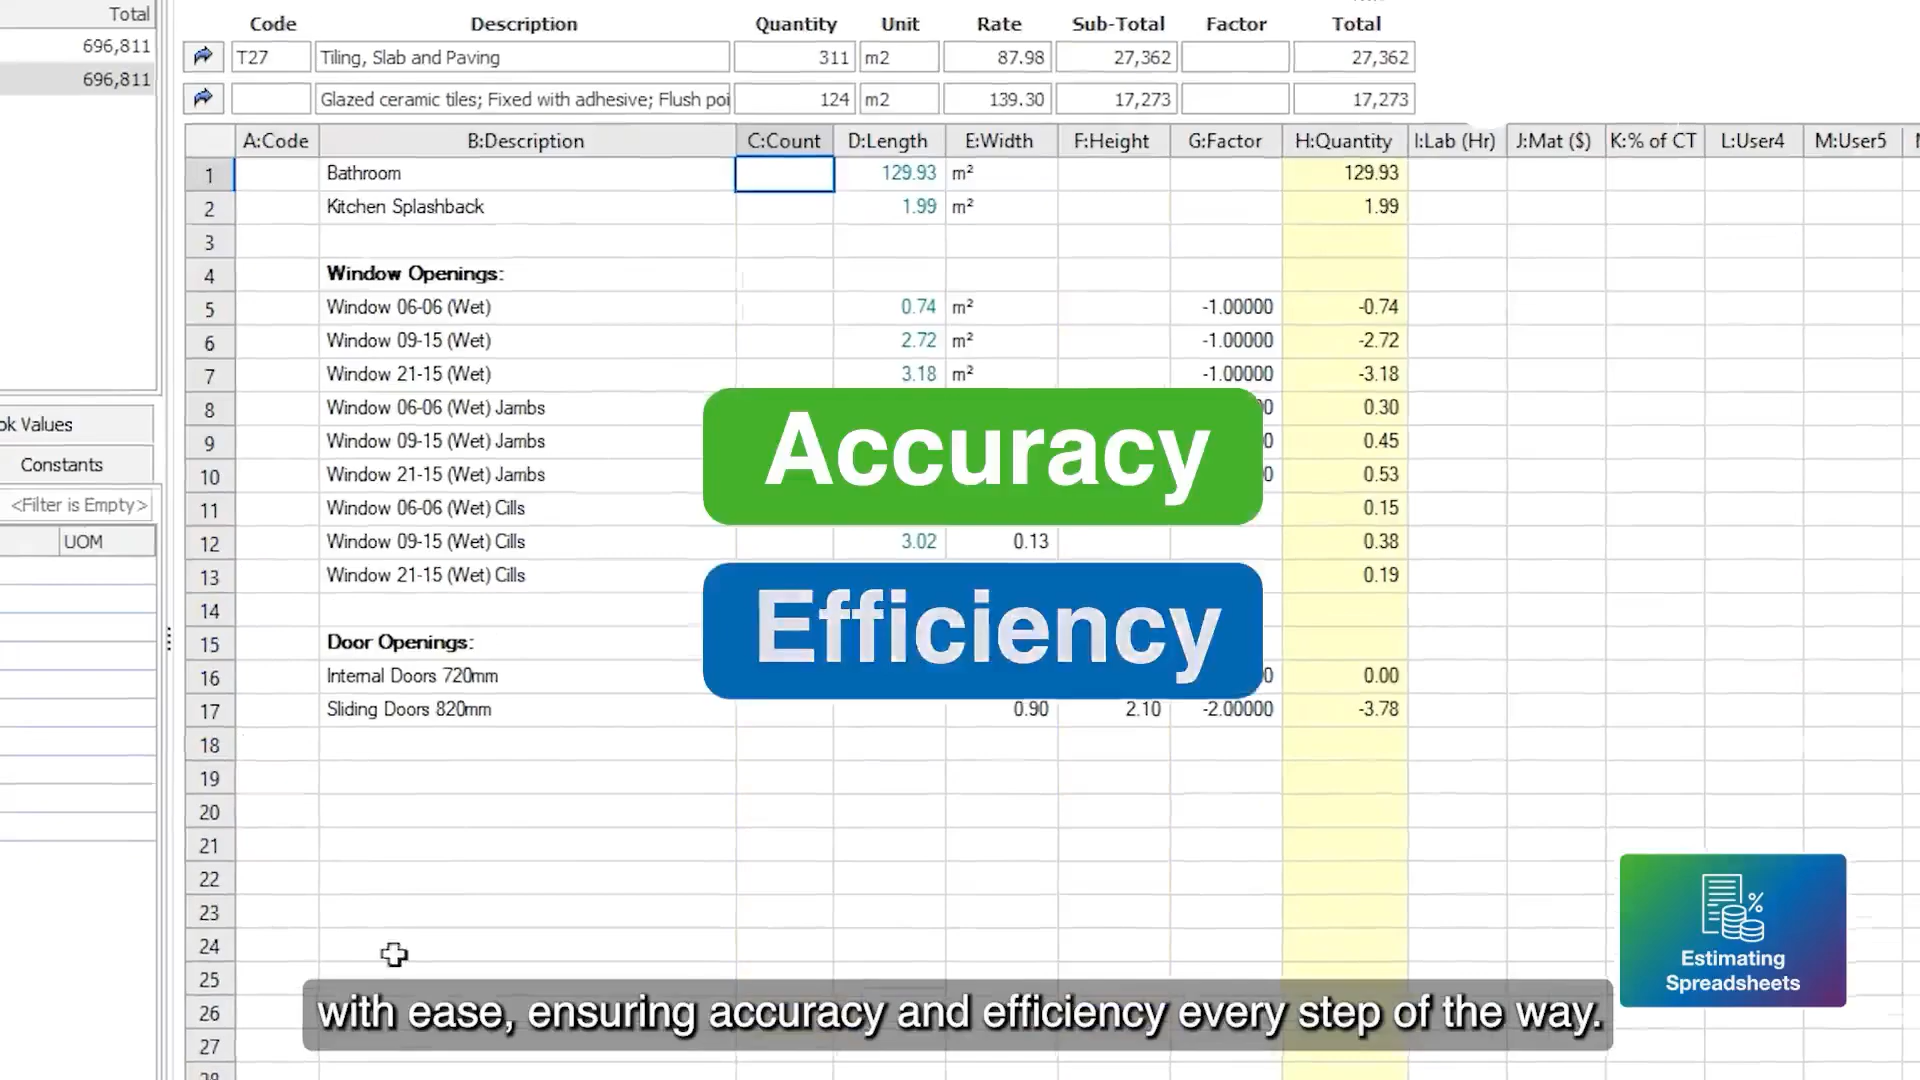 Total
696,811
696,811
Code Description Quantity Unit Rate Sub-Total Factor Total
T27 Tiling, Slab and Paving 311 m2 87.98 27,362 27,362
Glazed ceramic tiles; Fixed with adhesive; Flush poi 124 m2 139.30 17,273 17,273
A:Code B:Description C:Count D:Length E:Width F:Height G:Factor H:Quantity I:Lab (Hr) J:Mat ($) K:% of CT L:User4 M:User5
1 Bathroom 129.93 m² 129.93
2 Kitchen Splashback 1.99 m² 1.99
3
4 Window Openings:
5 Window 06-06 (Wet) 0.74 m² -1.00000 -0.74
6 Window 09-15 (Wet) 2.72 m² -1.00000 -2.72
7 Window 21-15 (Wet) 3.18 m² -1.00000 -3.18
8 Window 06-06 (Wet) Jambs 0.30
9 Window 09-15 (Wet) Jambs 0.45
10 Window 21-15 (Wet) Jambs 0.53
11 Window 06-06 (Wet) Cills 0.15
12 Window 09-15 (Wet) Cills 3.02 0.13 0.38
13 Window 21-15 (Wet) Cills 0.19
14
15 Door Openings:
16 Internal Doors 720mm 0.00
17 Sliding Doors 820mm 0.90 2.10 -2.00000 -3.78
18
19
20
21
22
23
24
25
26
27
ok Values
Constants
<Filter is Empty>
UOM
Accuracy
Efficiency
Estimating
Spreadsheets
with ease, ensuring accuracy and efficiency every step of the way.